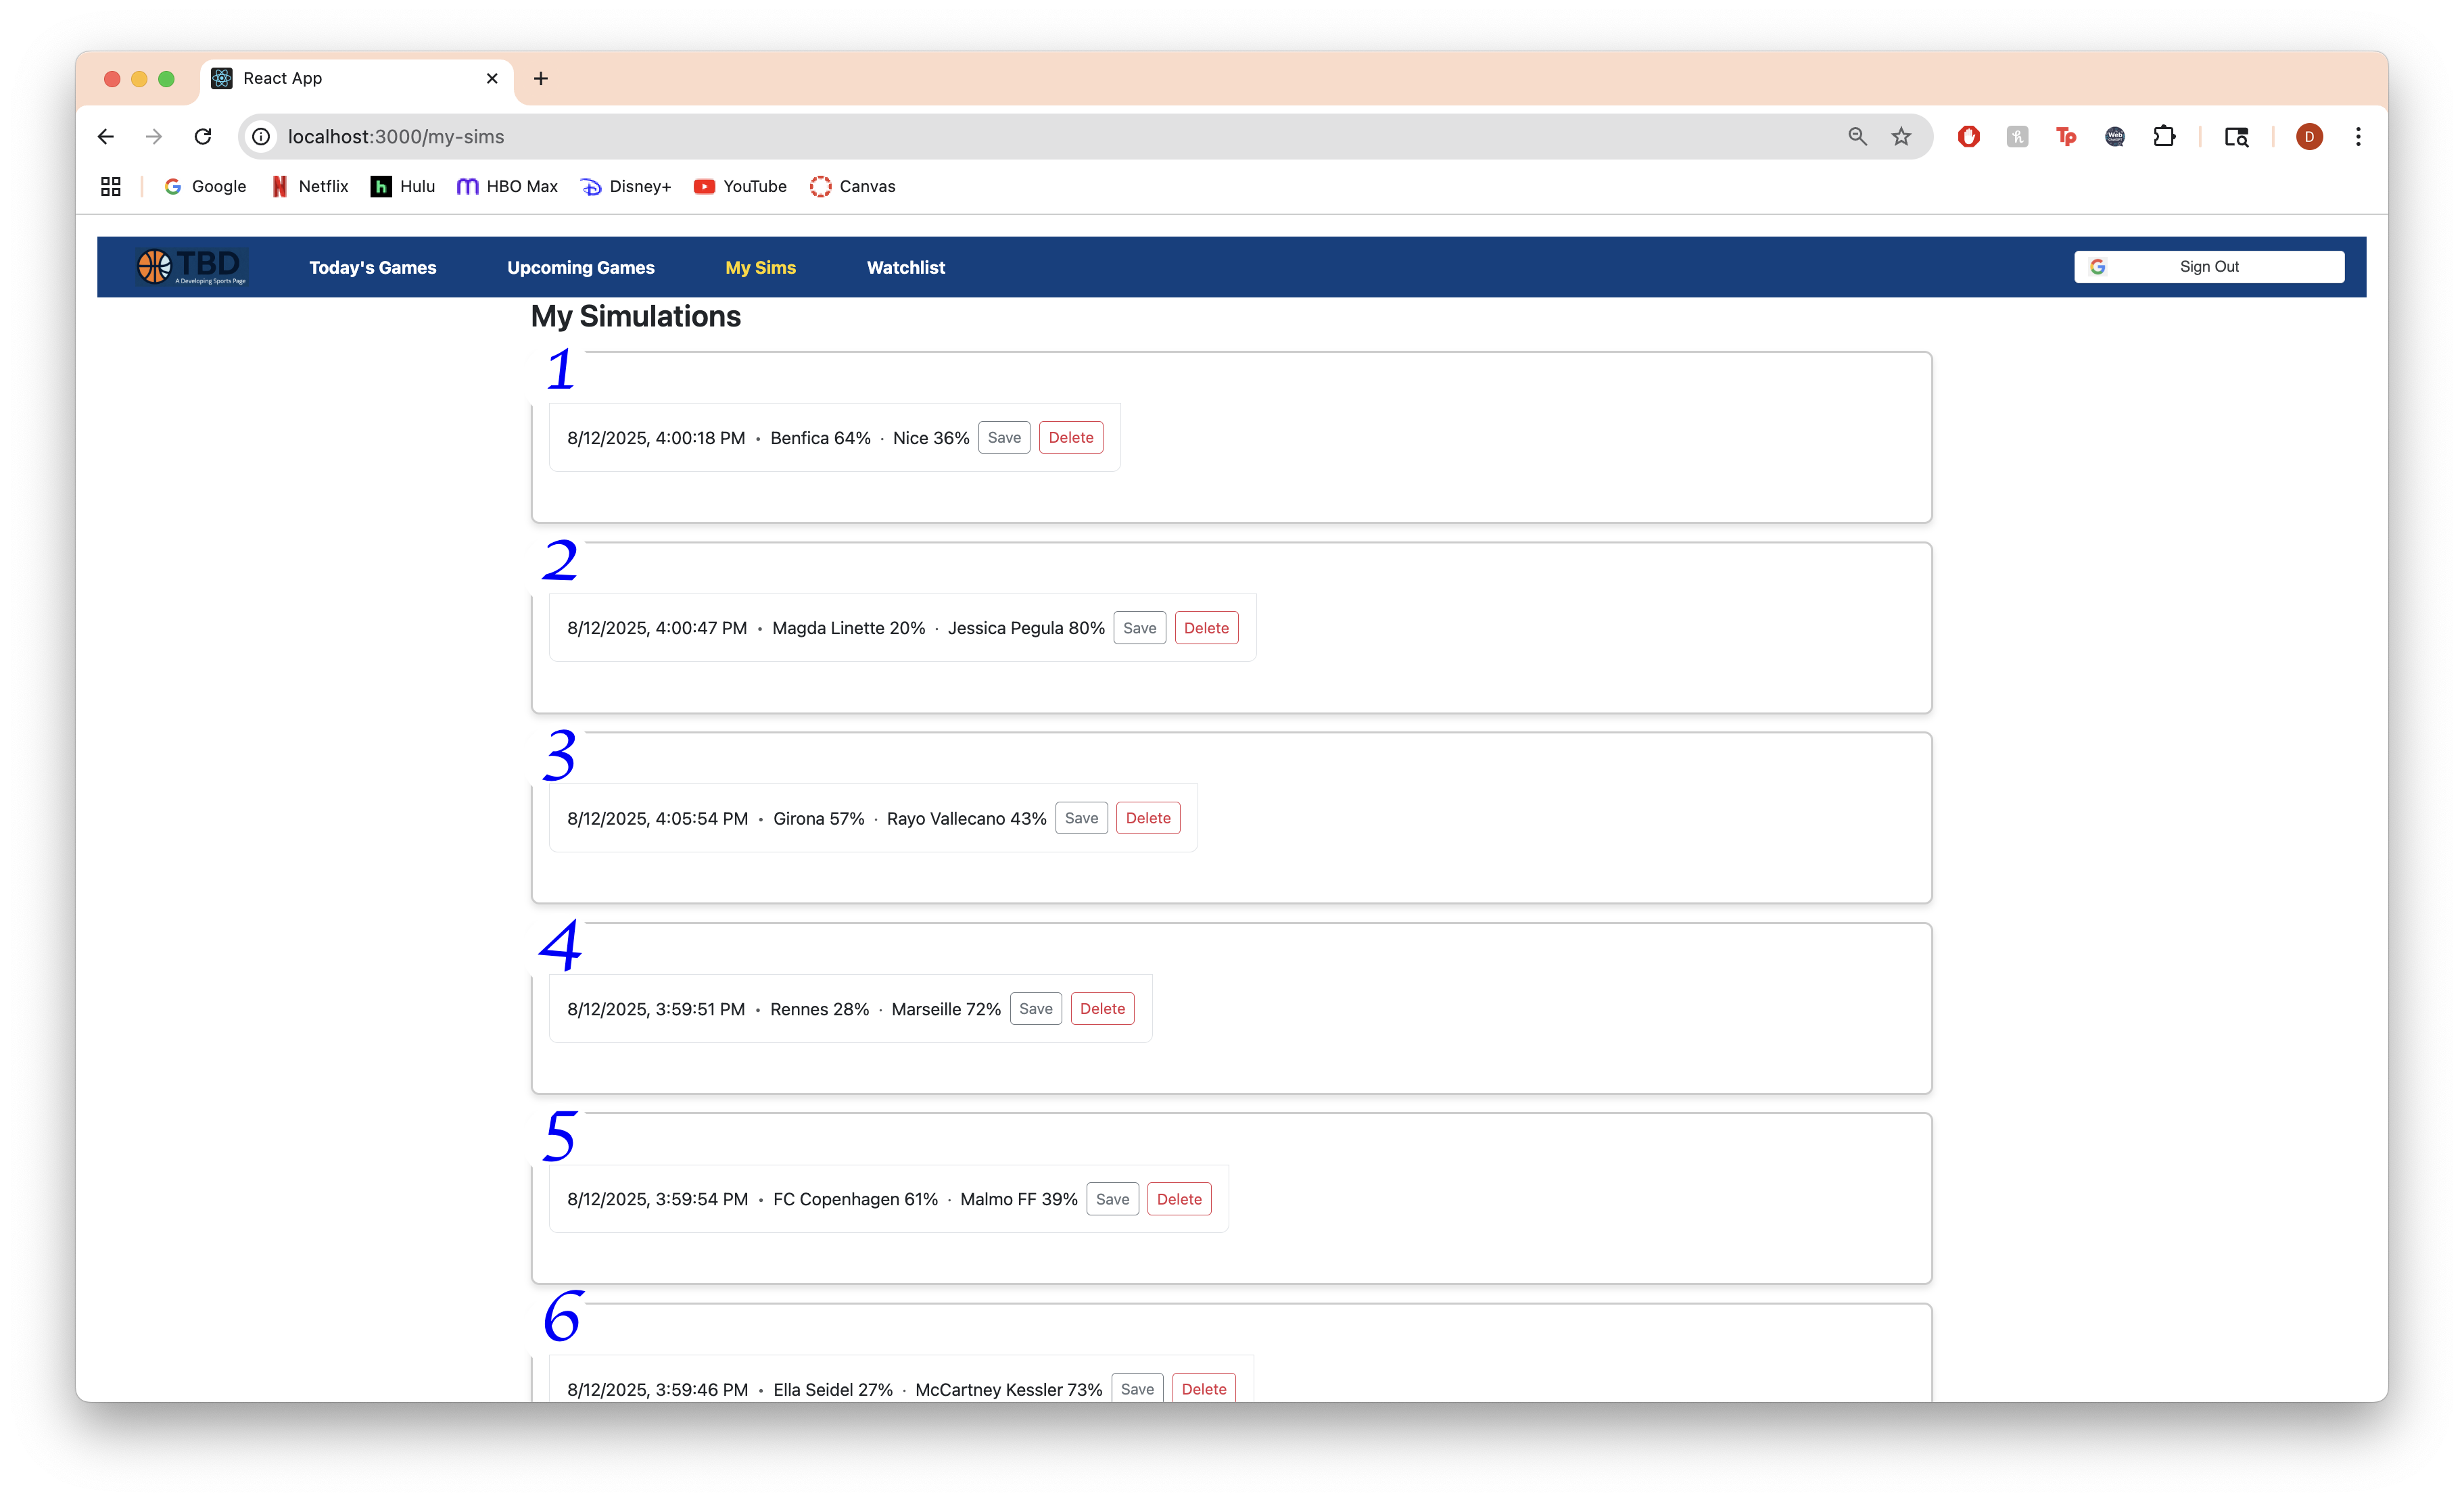 React App
localhost:3000/my-sims
Google Netflix Hulu HBO Max Disney+ YouTube Canvas
TBD Today's Games Upcoming Games My Sims Watchlist Sign Out
A Developing Sports Page
My Simulations
1
8/12/2025, 4:00:18 PM • Benfica 64% · Nice 36% Save Delete
2
8/12/2025, 4:00:47 PM • Magda Linette 20% · Jessica Pegula 80% Save Delete
3
8/12/2025, 4:05:54 PM • Girona 57% · Rayo Vallecano 43% Save Delete
4
8/12/2025, 3:59:51 PM • Rennes 28% · Marseille 72% Save Delete
5
8/12/2025, 3:59:54 PM • FC Copenhagen 61% · Malmo FF 39% Save Delete
6
8/12/2025, 3:59:46 PM • Ella Seidel 27% · McCartney Kessler 73% Save Delete